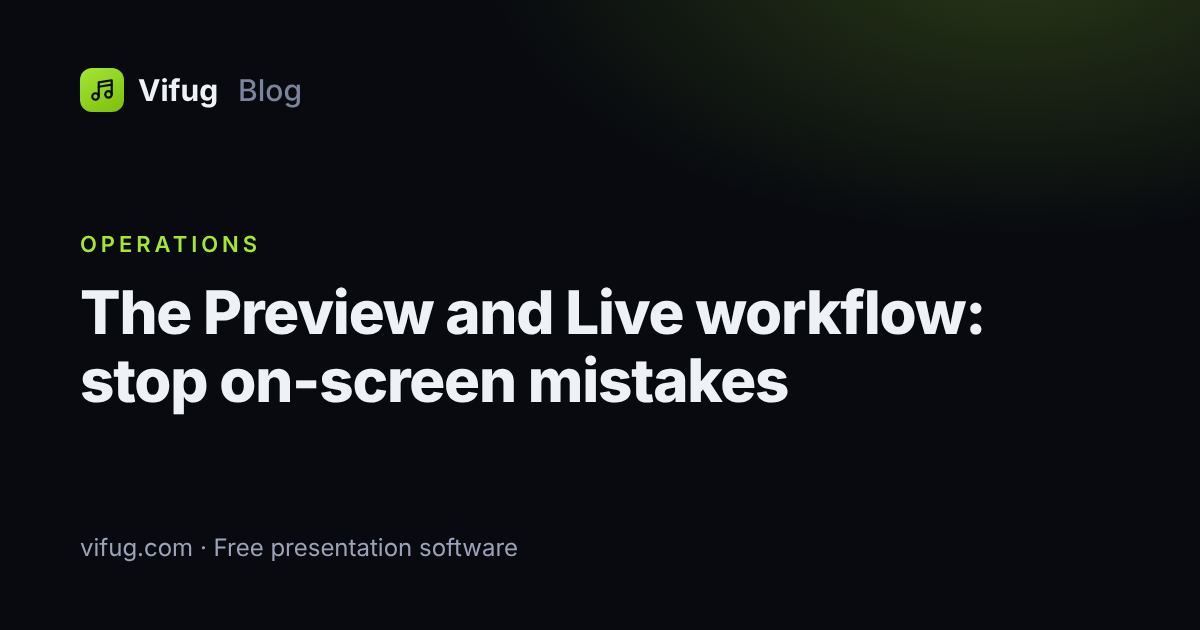 Vifug Blog
OPERATIONS
The Preview and Live workflow:
stop on-screen mistakes
vifug.com · Free presentation software